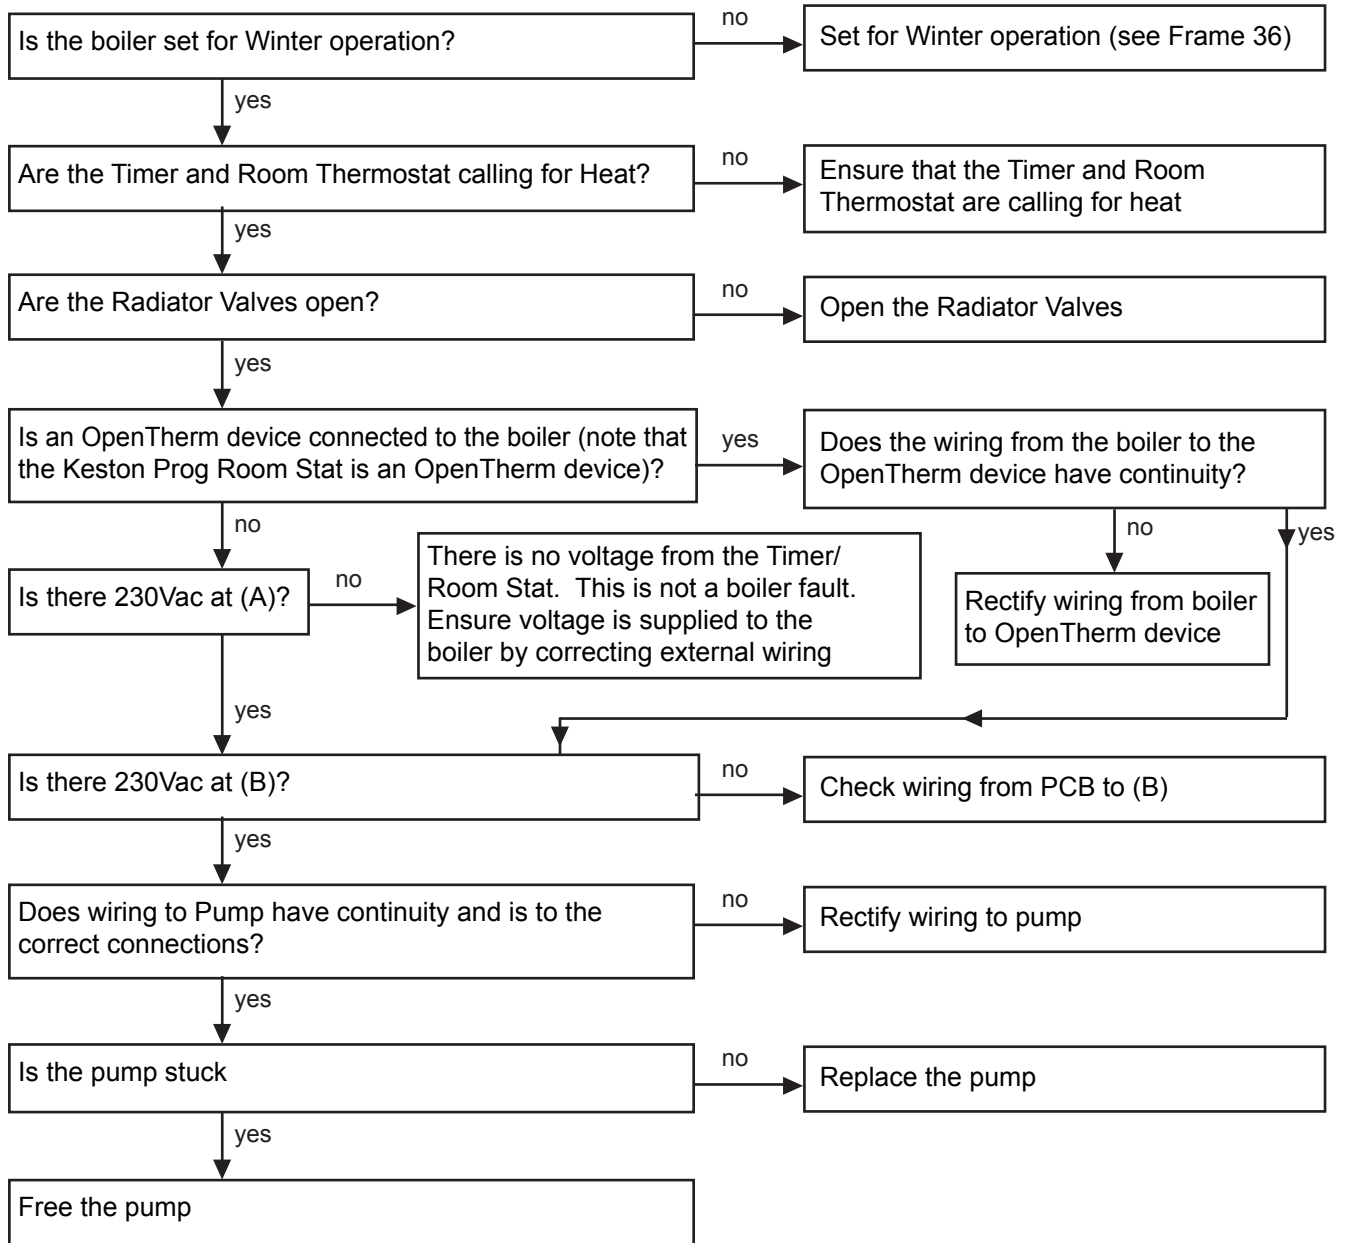 Is the boiler set for Winter operation?
no
Set for Winter operation (see Frame 36)
yes
Are the Timer and Room Thermostat calling for Heat?
no
Ensure that the Timer and Room
Thermostat are calling for heat
yes
Are the Radiator Valves open?
no
Open the Radiator Valves
yes
Is an OpenTherm device connected to the boiler (note that
the Keston Prog Room Stat is an OpenTherm device)?
yes
Does the wiring from the boiler to the
OpenTherm device have continuity?
no
no
yes
Is there 230Vac at (A)?
no
There is no voltage from the Timer/
Room Stat.  This is not a boiler fault.
Ensure voltage is supplied to the
boiler by correcting external wiring
Rectify wiring from boiler
to OpenTherm device
yes
Is there 230Vac at (B)?
no
Check wiring from PCB to (B)
yes
Does wiring to Pump have continuity and is to the
correct connections?
no
Rectify wiring to pump
yes
Is the pump stuck
no
Replace the pump
yes
Free the pump